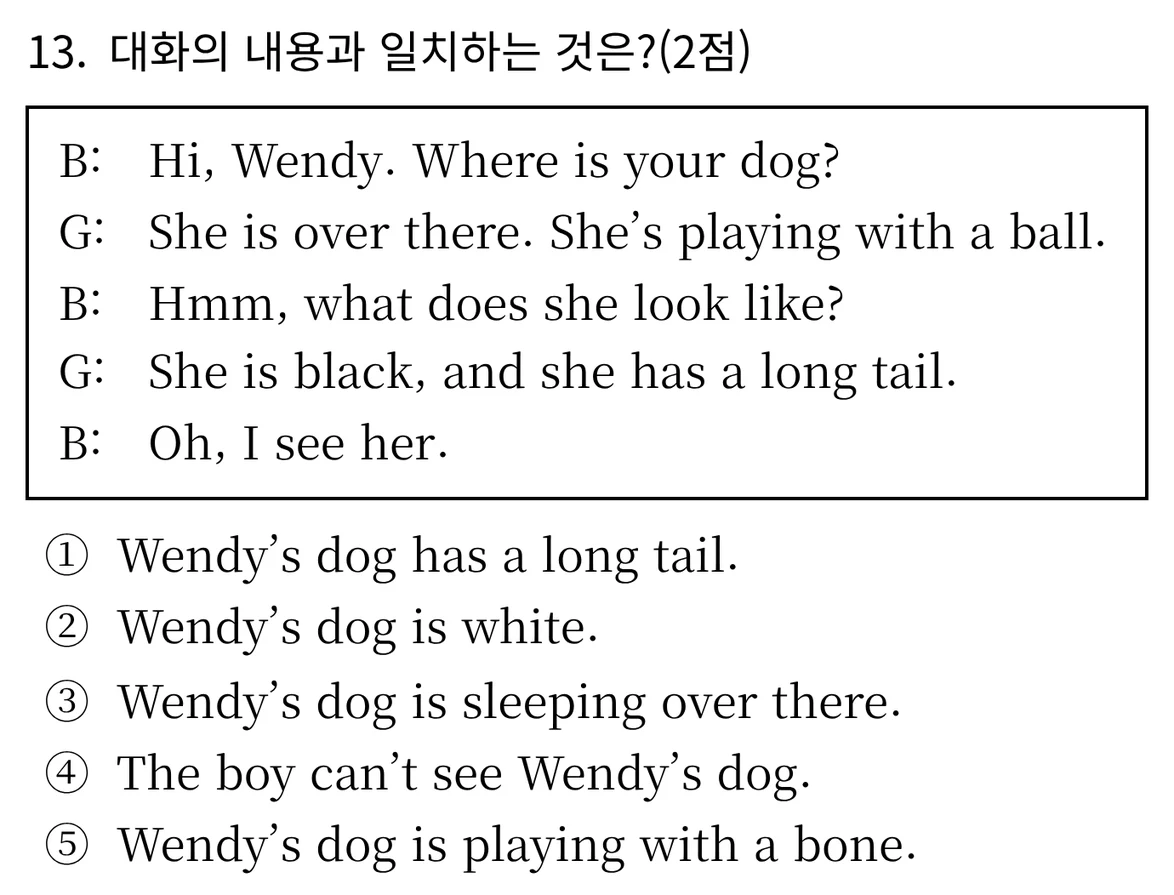 13. 대화의 내용과 일치하는 것은?(2점)
B: Hi, Wendy. Where is your dog?
G: She is over there. She’s playing with a ball.
B: Hmm, what does she look like?
G: She is black, and she has a long tail.
B: Oh, I see her.
① Wendy’s dog has a long tail.
② Wendy’s dog is white.
③ Wendy’s dog is sleeping over there.
④ The boy can’t see Wendy’s dog.
⑤ Wendy’s dog is playing with a bone.